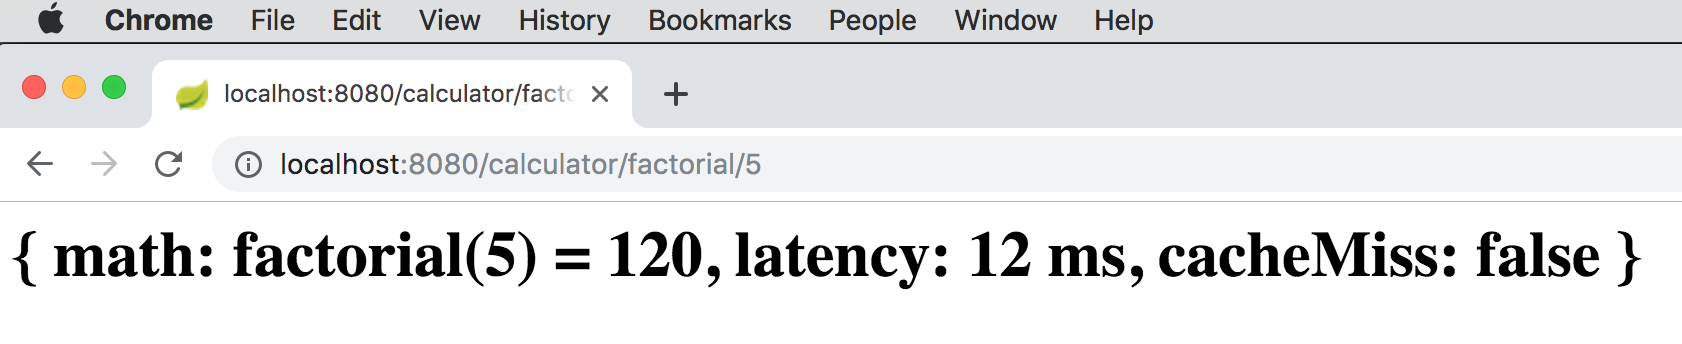 Chrome File Edit View History Bookmarks People Window Help
localhost:8080/calculator/facto
localhost:8080/calculator/factorial/5
{ math: factorial(5) = 120, latency: 12 ms, cacheMiss: false }